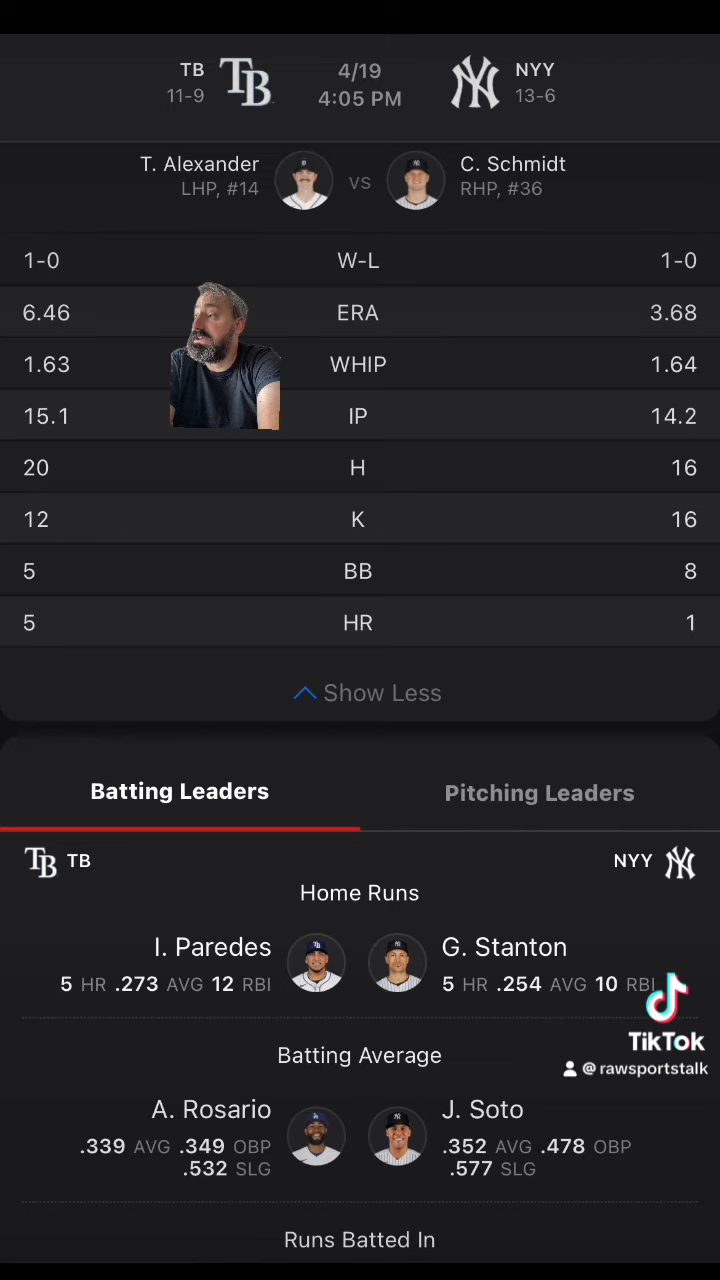 TB TB 4/19 NY NYY
11-9 4:05 PM 13-6
T. Alexander C. Schmidt
LHP, #14 VS RHP, #36
1-0 W-L 1-0
6.46 ERA 3.68
1.63 WHIP 1.64
15.1 IP 14.2
20 H 16
12 K 16
5 BB 8
5 HR 1
Show Less
Batting Leaders Pitching Leaders
TB TB NYY NY
Home Runs
I. Paredes G. Stanton
5 HR .273 AVG 12 RBI 5 HR .254 AVG 10 RBI
TikTok
@rawsportstalk
Batting Average
A. Rosario J. Soto
.339 AVG .349 OBP .352 AVG .478 OBP
.532 SLG .577 SLG
Runs Batted In